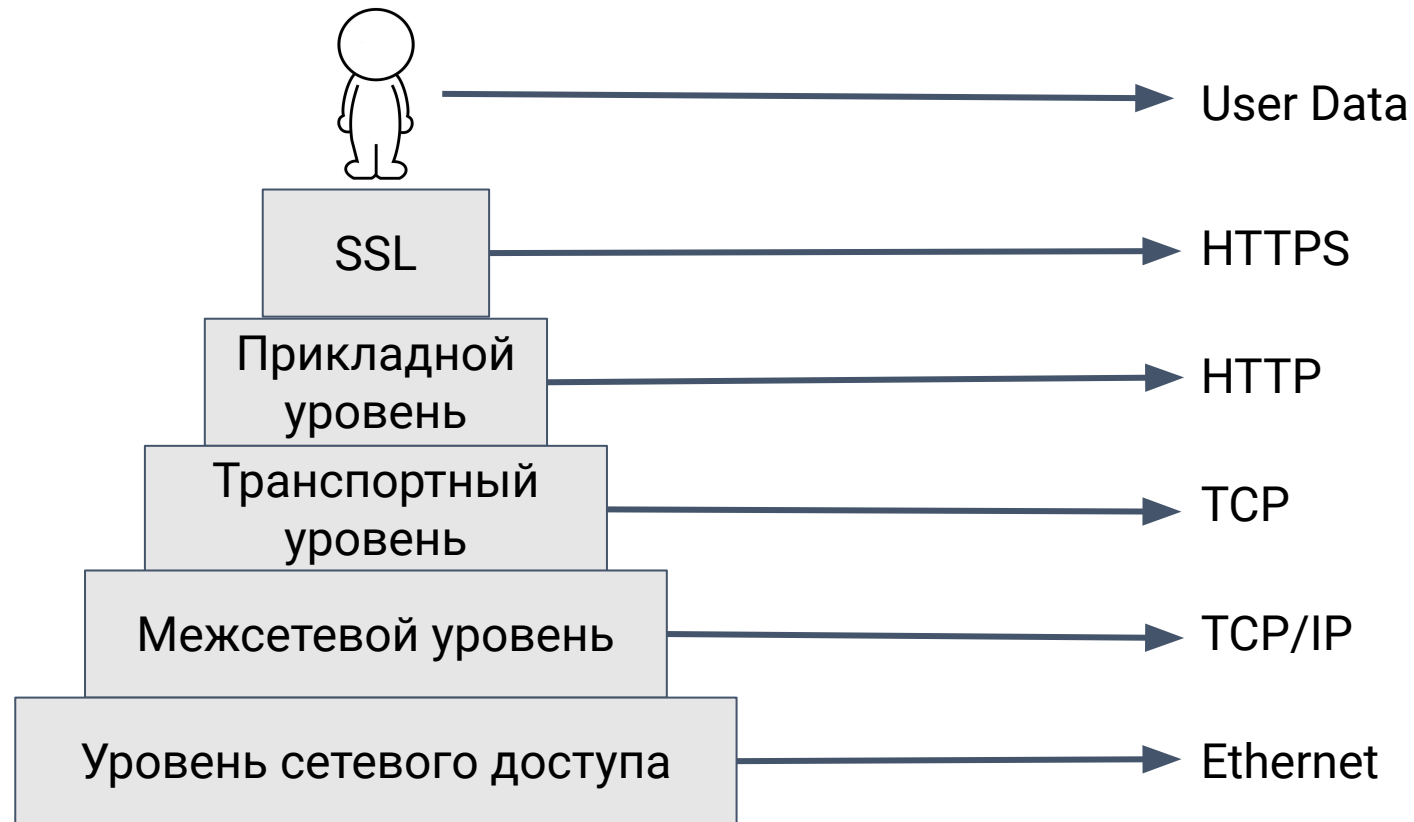 User Data
SSL
HTTPS
Прикладной
уровень
HTTP
Транспортный
уровень
TCP
Межсетевой уровень
TCP/IP
Уровень сетевого доступа
Ethernet